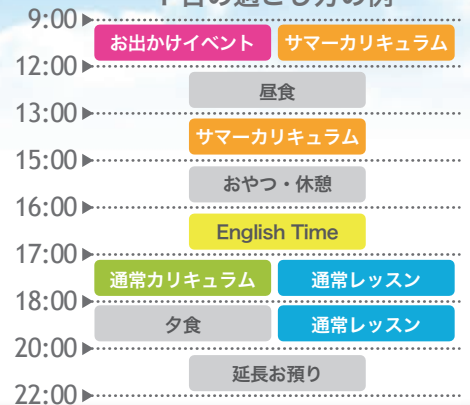 9:00
お出かけイベント サマーカリキュラム
12:00
昼食
13:00
サマーカリキュラム
15:00
おやつ・休憩
16:00
English Time
17:00
通常カリキュラム 通常レッスン
18:00
夕食 通常レッスン
20:00
延長お預り
22:00